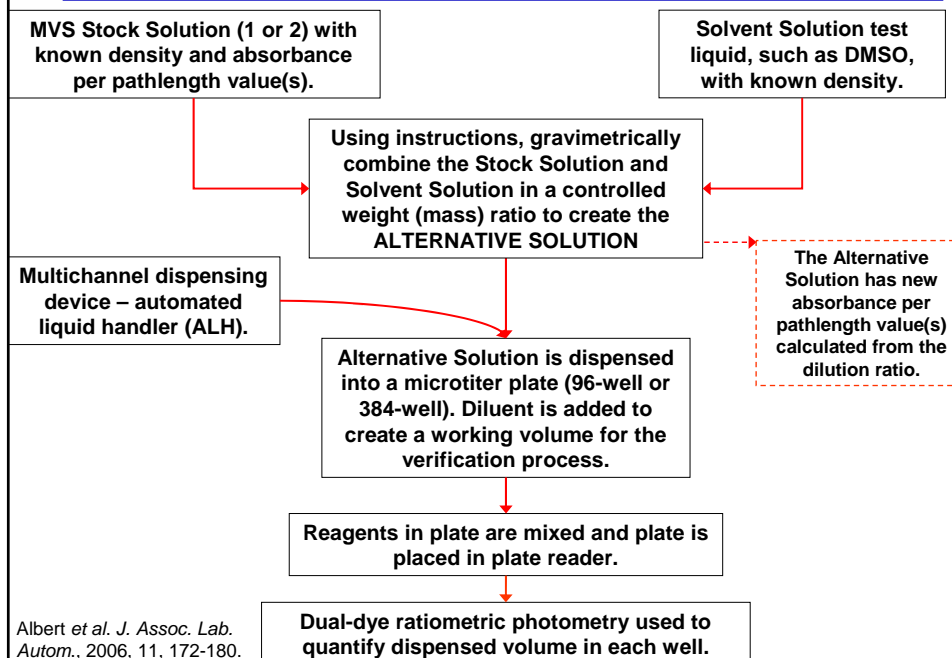 MVS Stock Solution (1 or 2) with
known density and absorbance
per pathlength value(s).
Solvent Solution test
liquid, such as DMSO,
with known density.
Using instructions, gravimetrically
combine the Stock Solution and
Solvent Solution in a controlled
weight (mass) ratio to create the
ALTERNATIVE SOLUTION
The Alternative
Solution has new
absorbance per
pathlength value(s)
calculated from the
dilution ratio.
Multichannel dispensing
device – automated
liquid handler (ALH).
Alternative Solution is dispensed
into a microtiter plate (96-well or
384-well). Diluent is added to
create a working volume for the
verification process.
Reagents in plate are mixed and plate is
placed in plate reader.
Dual-dye ratiometric photometry used to
quantify dispensed volume in each well.
Albert et al. J. Assoc. Lab.
Autom., 2006, 11, 172-180.